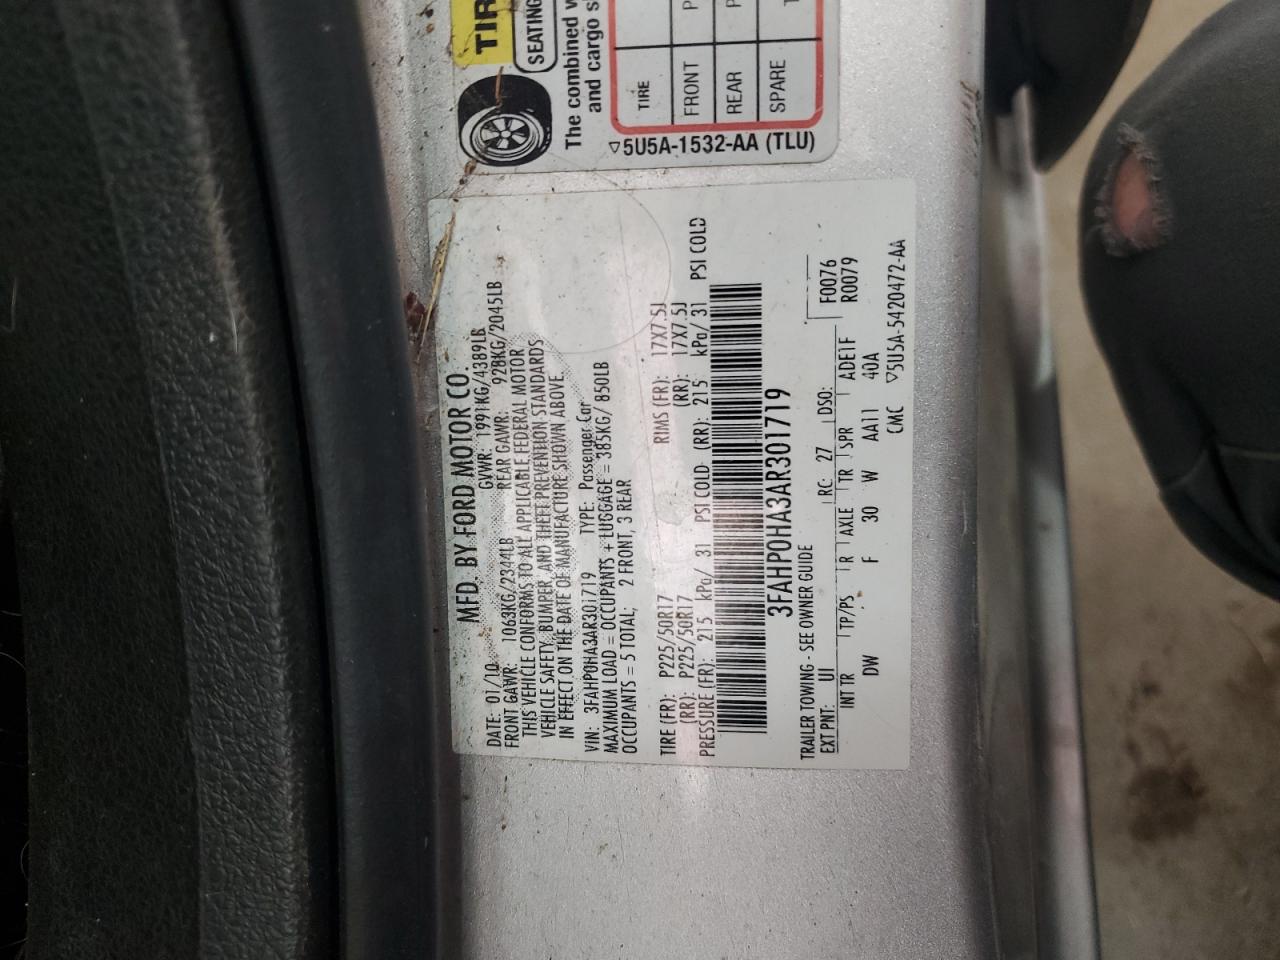 TIR
SEATING
The combined w
and cargo s
TIRE
FRONT P
REAR P
SPARE
▽5U5A-1532-AA (TLU)
MFD. BY FORD MOTOR CO.
DATE: 01/10 GVWR: 1991KG/4389LB
FRONT GAWR: 1063KG/2344LB REAR GAWR: 928KG/2045LB
THIS VEHICLE CONFORMS TO ALL APPLICABLE FEDERAL MOTOR
VEHICLE SAFETY, BUMPER, AND THEFT PREVENTION STANDARDS
IN EFFECT ON THE DATE OF MANUFACTURE SHOWN ABOVE.
VIN: 3FAHP0HA3AR301719 TYPE: Passenger Car
MAXIMUM LOAD = OCCUPANTS + LUGGAGE = 385KG/ 850LB
OCCUPANTS = 5 TOTAL; 2 FRONT, 3 REAR
TIRE (FR): P225/50R17 RIMS (FR): 17X7.5J
(RR): P225/50R17 (RR): 17X7.5J
PRESSURE (FR): 215 kPa/ 31 PSI COLD (RR): 215 kPa/ 31 PSI COLD
3FAHP0HA3AR301719
TRAILER TOWING - SEE OWNER GUIDE F0076
EXT PNT: UI RC: 27 DSO: R0079
INT TR TP/PS R AXLE TR SPR ADE1F
DW F 30 W AA11 40A
CMC ▽5U5A-5420472-AA